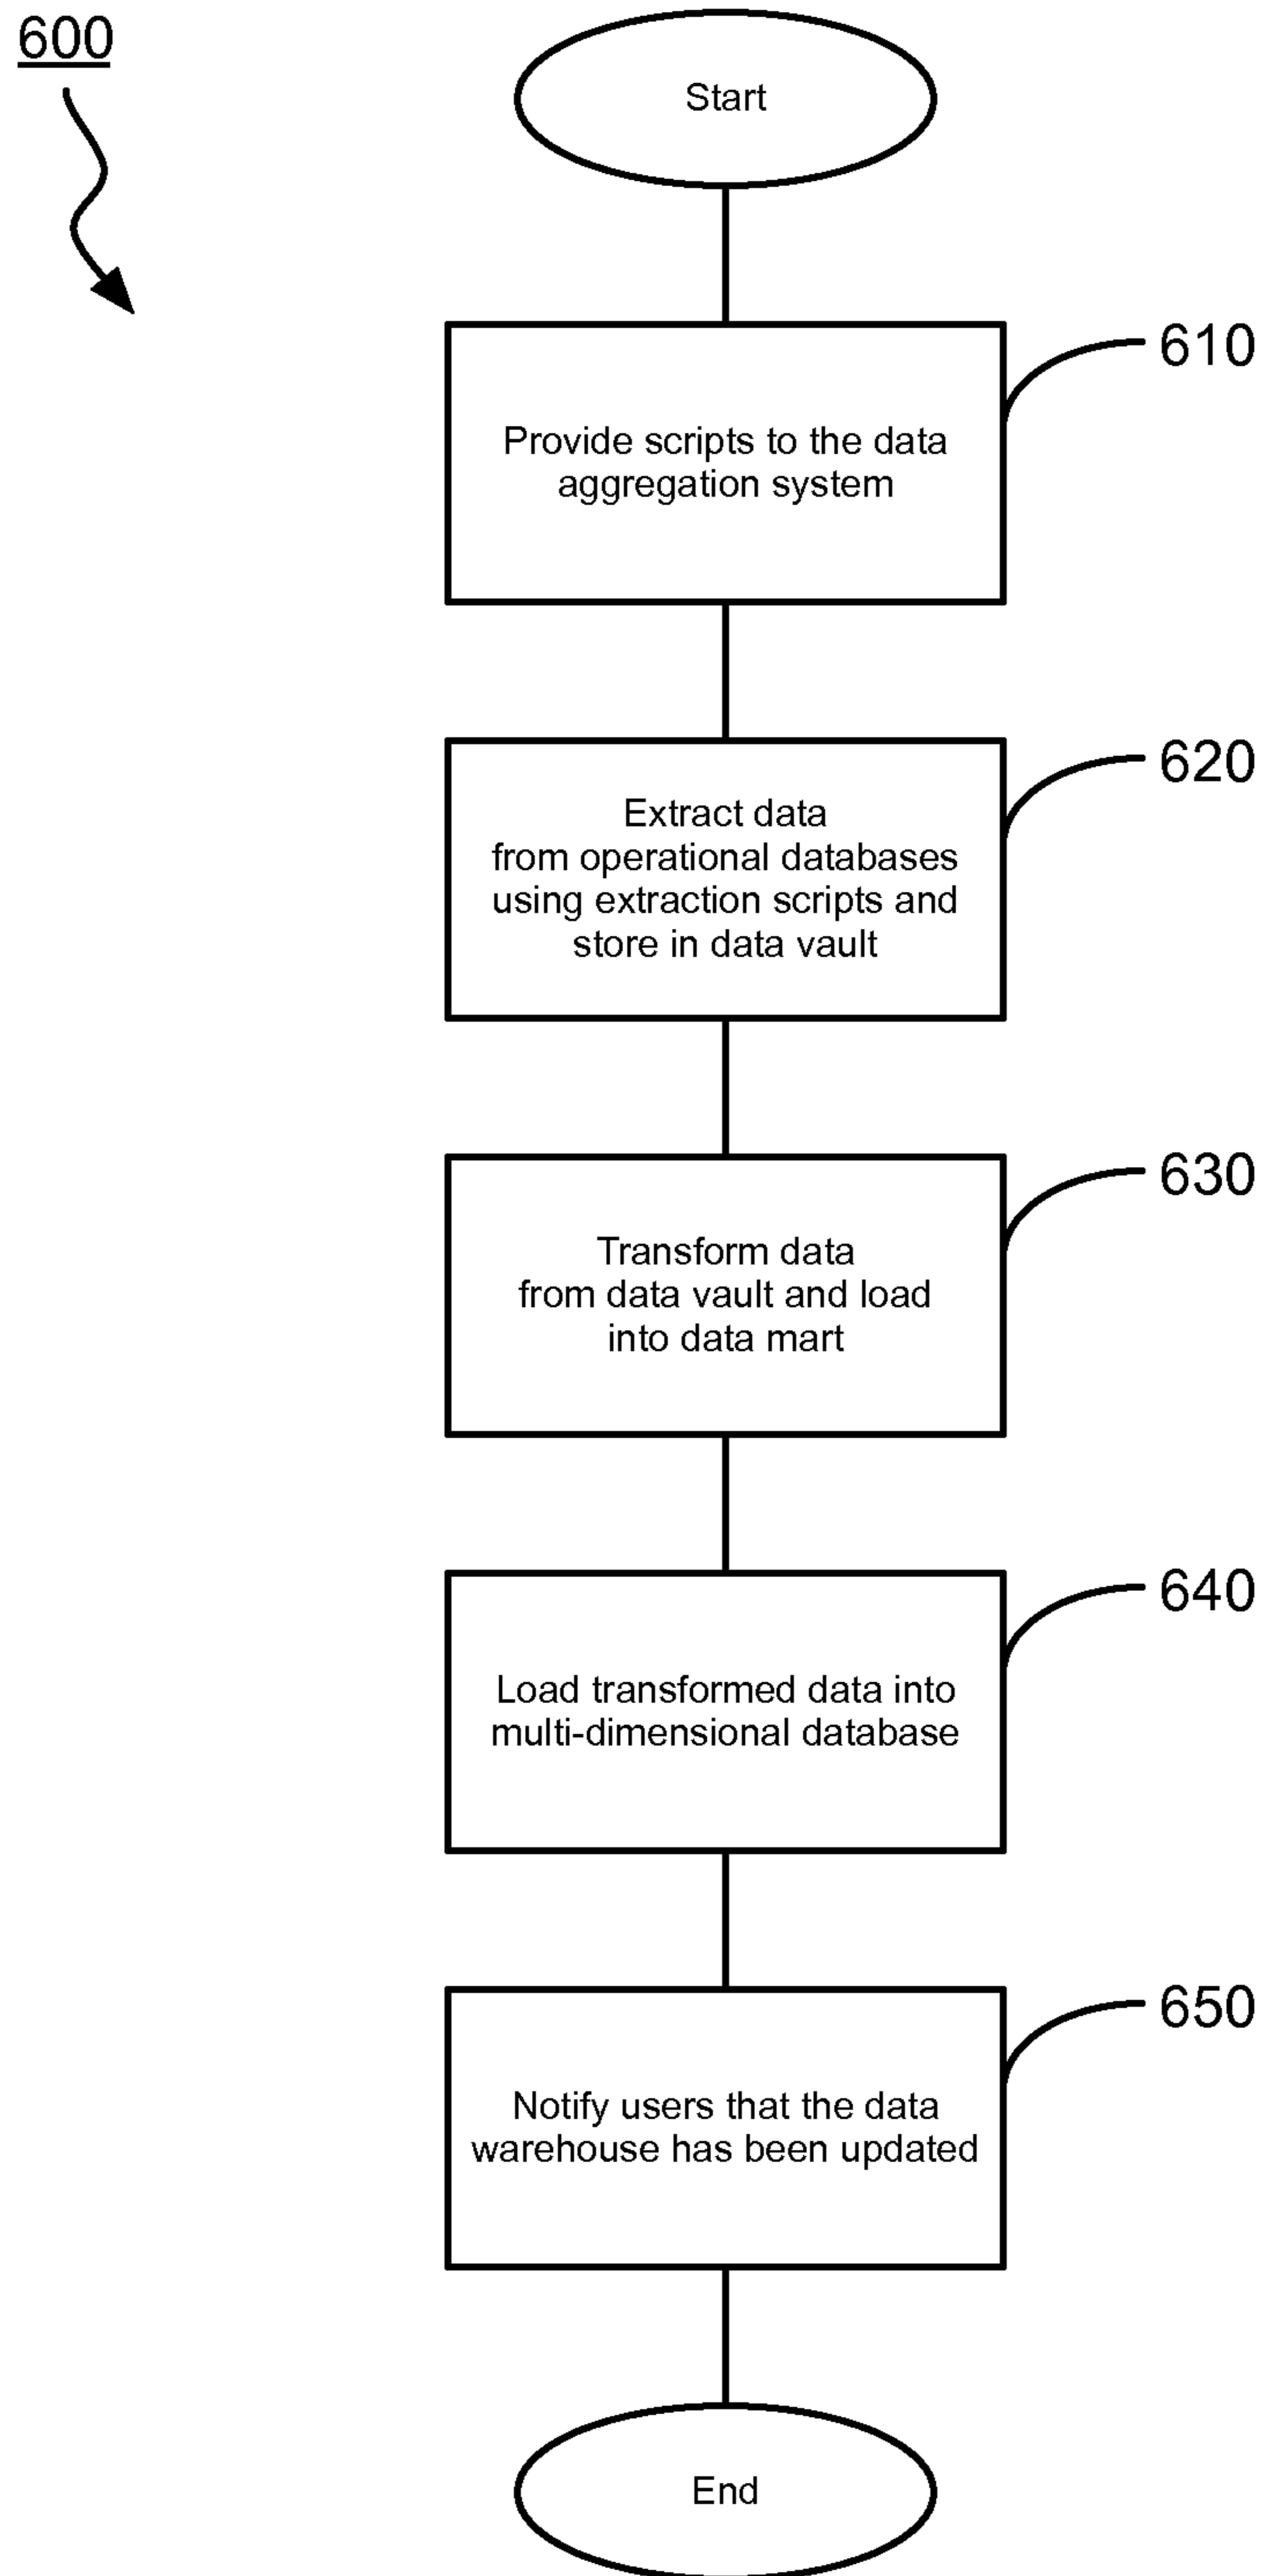 600
Start
610
Provide scripts to the data
aggregation system
620
Extract data
from operational databases
using extraction scripts and
store in data vault
630
Transform data
from data vault and load
into data mart
640
Load transformed data into
multi-dimensional database
650
Notify users that the data
warehouse has been updated
End